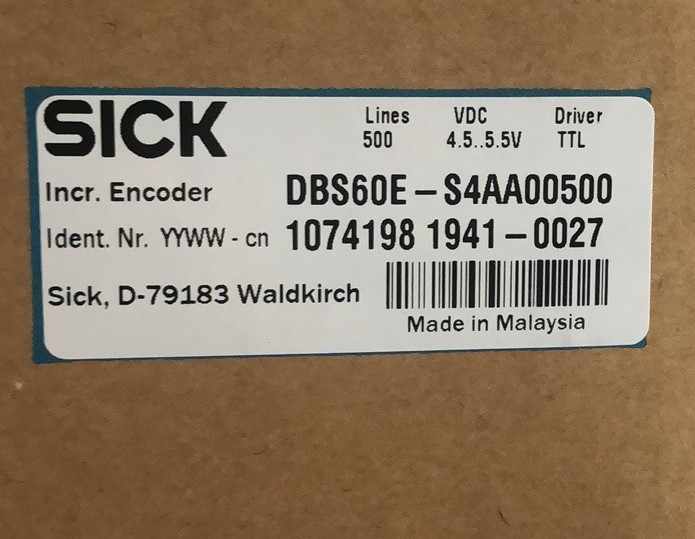 SICK
Lines VDC Driver
500 4.5..5.5V TTL
Incr. Encoder DBS60E-S4AA00500
Ident. Nr. YYWW - cn 1074198 1941-0027
Sick, D-79183 Waldkirch
Made in Malaysia